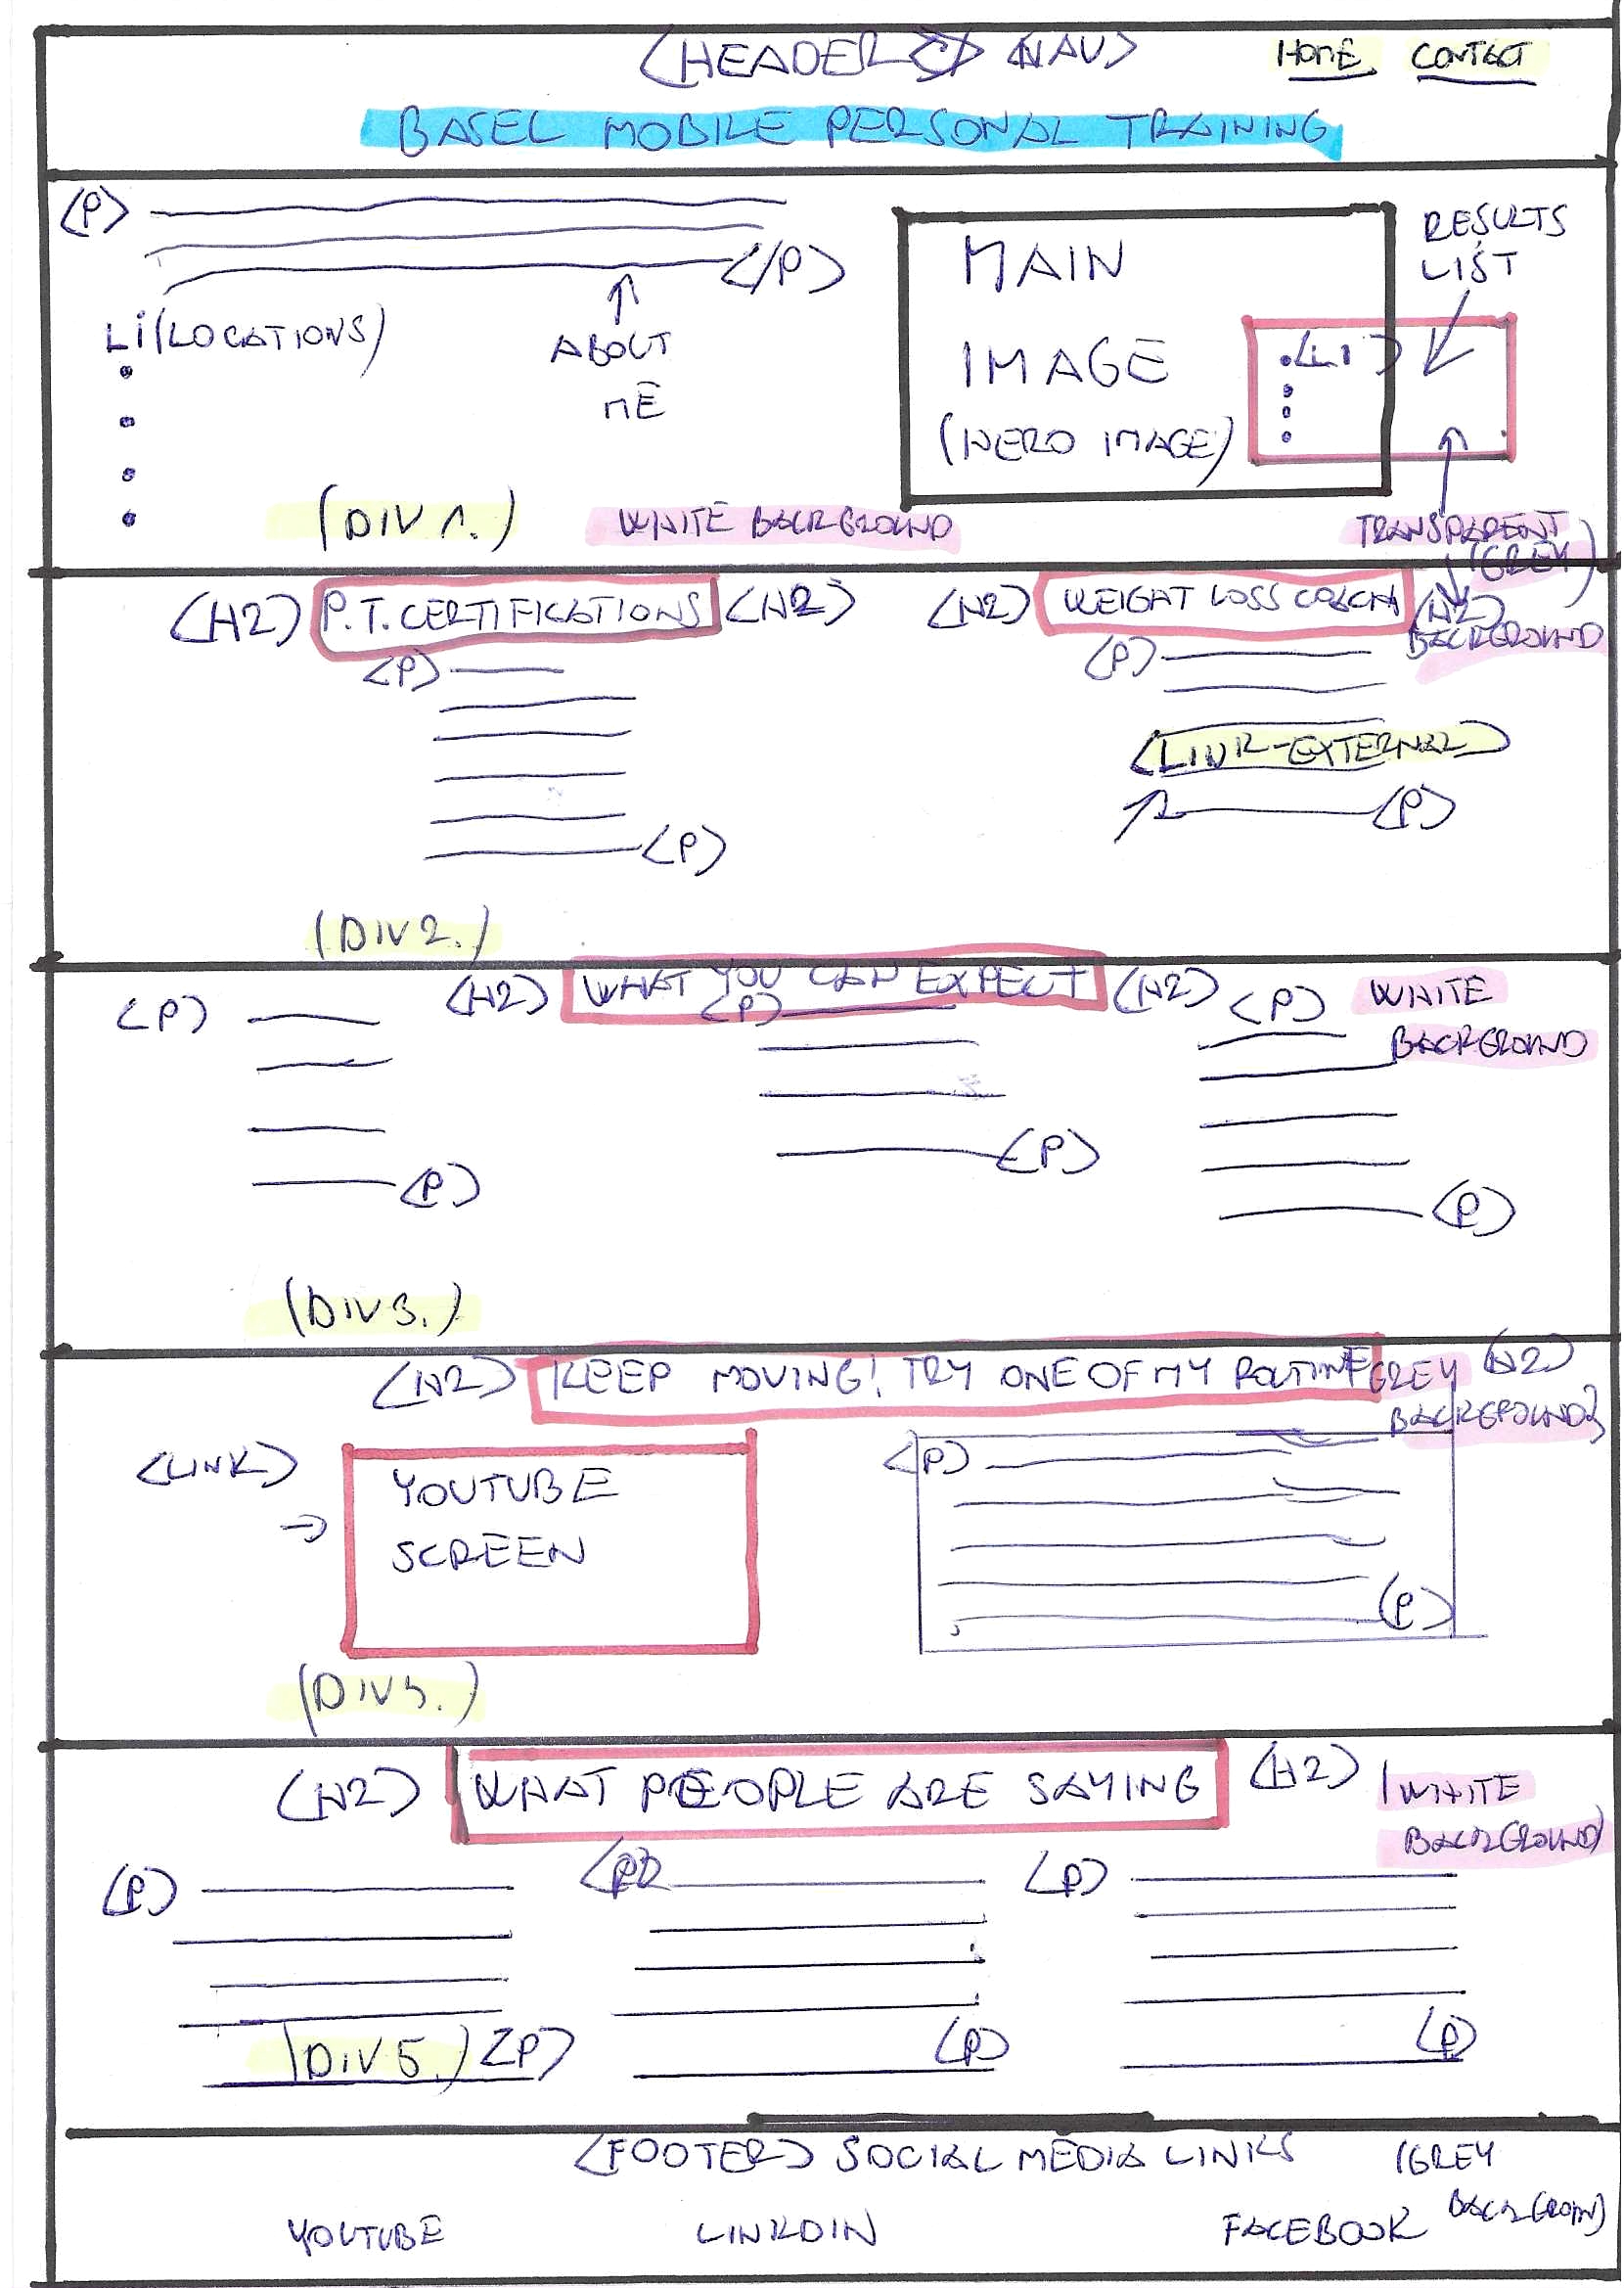 <HEADER> <NAV> HOME CONTACT
BASEL MOBILE PERSONAL TRAINING
<P>
</P>
RESULTS
LIST
MAIN
IMAGE
(HERO IMAGE)
.<LI>
Li(LOCATIONS)
ABOUT
ME
(DIV 1.) WHITE BACKGROUND
TRANSPARENT
(GREY)
BACKGROUND
<H2> P.T. CERTIFICATIONS <H2> <H2> WEIGHT LOSS COACH <H2>
<P> <P>
<LINK-EXTERNAL>
<P> <P>
(DIV 2.)
<H2> WHAT YOU CAN EXPECT <H2>
WHITE
BACKGROUND
<P> <P> <P>
<P> <P> <P>
(DIV 3.)
<H2> KEEP MOVING! TRY ONE OF MY ROUTINE <H2>
GREY
BACKGROUND)
<LINK>
YOUTUBE
SCREEN
<P>
<P>
(DIV 4.)
<H2> WHAT PEOPLE ARE SAYING <H2>
(WHITE
BACKGROUND)
<P> <P> <P>
(DIV 5.) <P> <P> <P>
<FOOTER> SOCIAL MEDIA LINKS (GREY
BACKGROUN)
YOUTUBE LINKDIN FACEBOOK